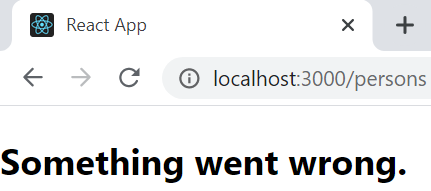 React App
localhost:3000/persons
Something went wrong.